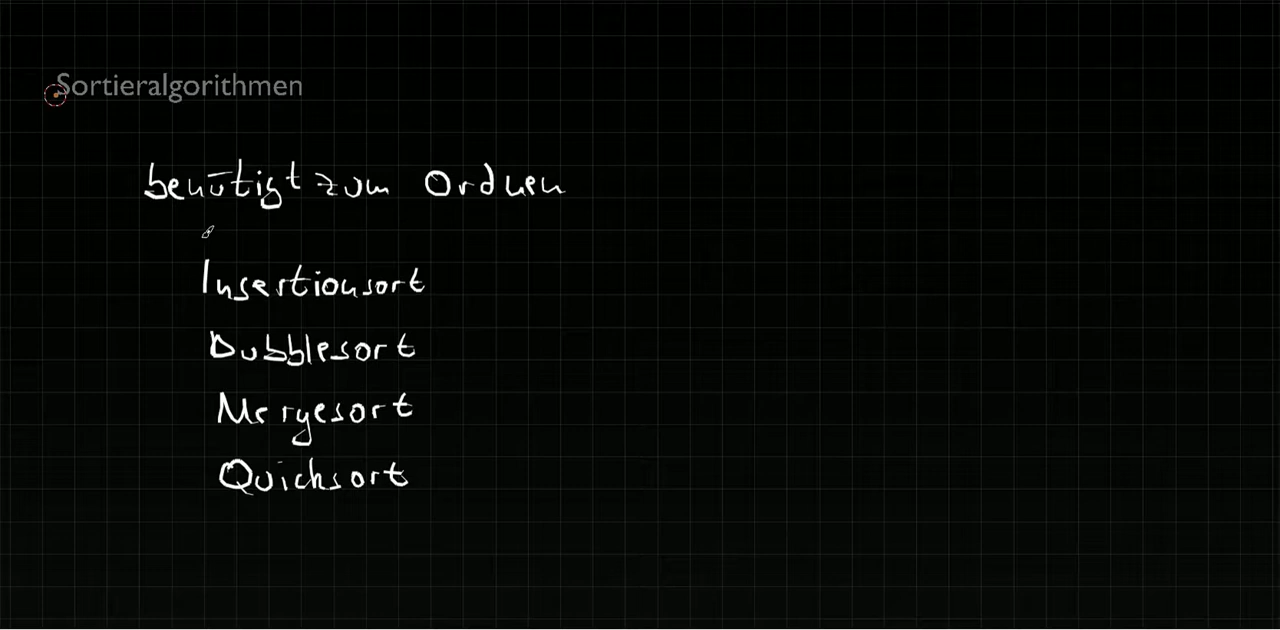 Sortieralgorithmen
benötigt zum Ordnen
Insertionsort
Bubblesort
Mergesort
Quicksort